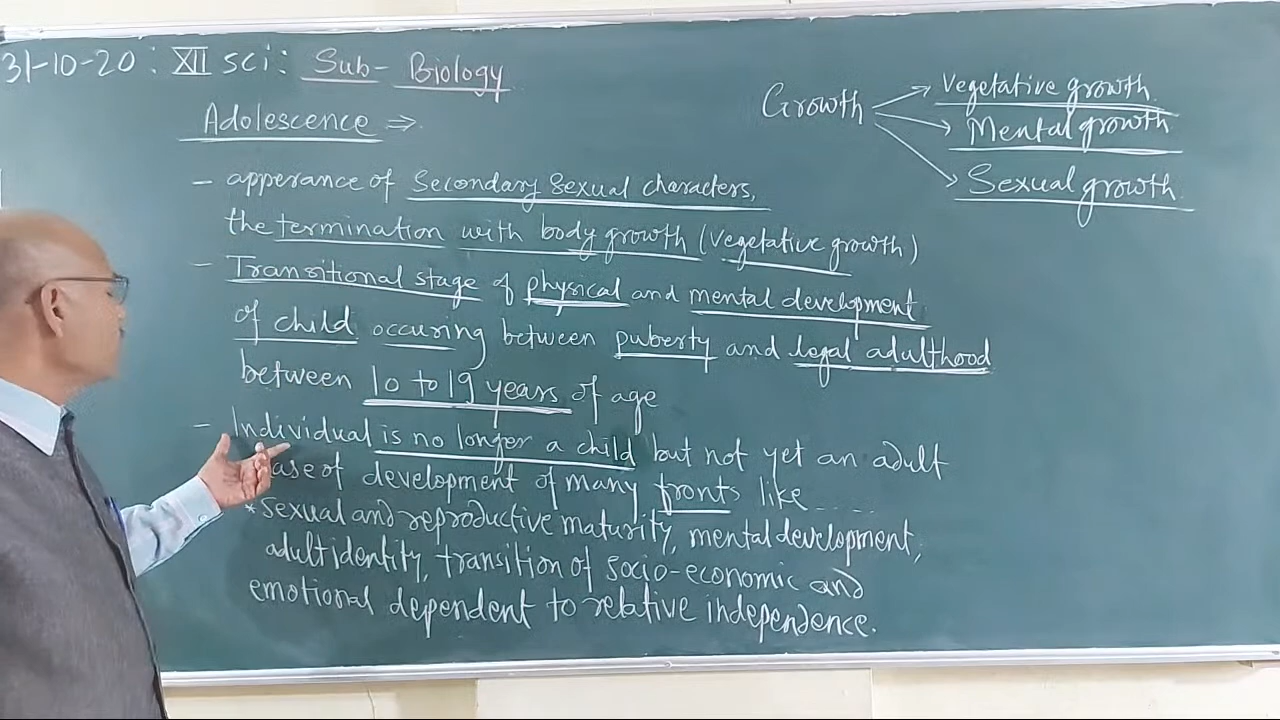 31-10-20 : XII sci : Sub- Biology
Adolescence ⇒
- apperance of Secondary Sexual characters,
the termination with body growth (vegetative growth)
- Transitional stage of physical and mental development
of child occuring between puberty and legal adulthood
between 10 to 19 years of age
- Individual is no longer a child but not yet an adult
of development of many fronts like .....
* sexual and reproductive maturity, mental development,
adult identity, transition of socio-economic and
emotional dependent to relative independence.
Growth
Vegetative growth
Mental growth
Sexual growth